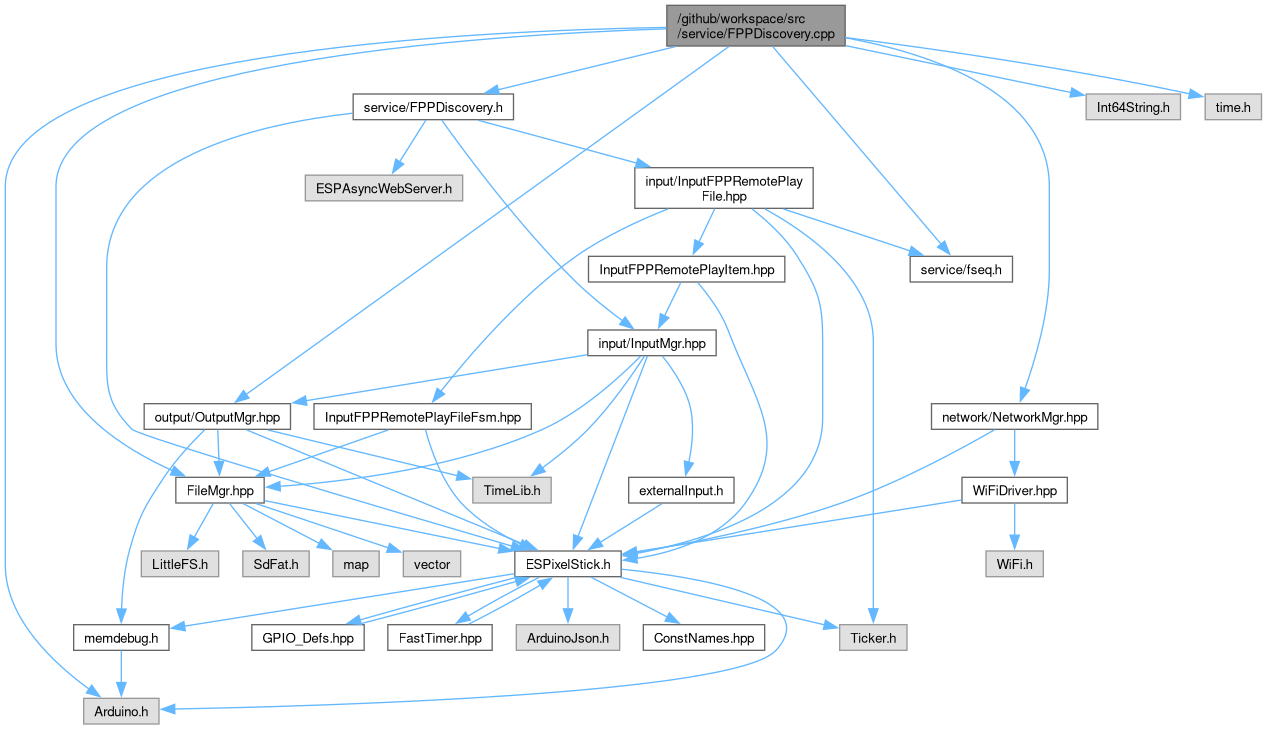 /github/workspace/src
/service/FPPDiscovery.cpp
service/FPPDiscovery.h
Int64String.h
time.h
ESPAsyncWebServer.h
input/InputFPPRemotePlay
File.hpp
InputFPPRemotePlayItem.hpp
service/fseq.h
input/InputMgr.hpp
output/OutputMgr.hpp
InputFPPRemotePlayFileFsm.hpp
network/NetworkMgr.hpp
FileMgr.hpp
TimeLib.h
externalInput.h
WiFiDriver.hpp
LittleFS.h
SdFat.h
map
vector
ESPixelStick.h
WiFi.h
memdebug.h
GPIO_Defs.hpp
FastTimer.hpp
ArduinoJson.h
ConstNames.hpp
Ticker.h
Arduino.h